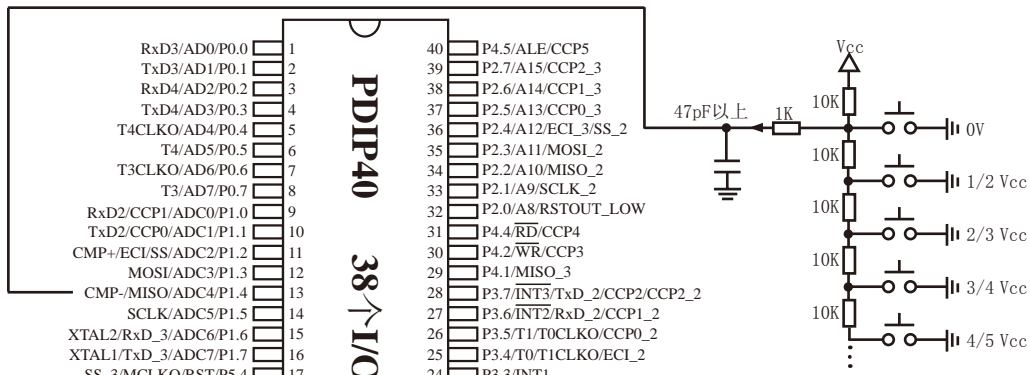 RxD3/AD0/P0.0 1
TxD3/AD1/P0.1 2
RxD4/AD2/P0.2 3
TxD4/AD3/P0.3 4
T4CLKO/AD4/P0.4 5
T4/AD5/P0.5 6
T3CLKO/AD6/P0.6 7
T3/AD7/P0.7 8
RxD2/CCP1/ADC0/P1.0 9
TxD2/CCP0/ADC1/P1.1 10
CMP+/ECI/SS/ADC2/P1.2 11
MOSI/ADC3/P1.3 12
CMP-/MISO/ADC4/P1.4 13
SCLK/ADC5/P1.5 14
XTAL2/RxD_3/ADC6/P1.6 15
XTAL1/TxD_3/ADC7/P1.7 16
SS_3/MCLKO/RST/P5.4 17
PDIP40
38个I/O
40 P4.5/ALE/CCP5
39 P2.7/A15/CCP2_3
38 P2.6/A14/CCP1_3
37 P2.5/A13/CCP0_3
36 P2.4/A12/ECI_3/SS_2
35 P2.3/A11/MOSI_2
34 P2.2/A10/MISO_2
33 P2.1/A9/SCLK_2
32 P2.0/A8/RSTOUT_LOW
31 P4.4/RD/CCP4
30 P4.2/WR/CCP3
29 P4.1/MISO_3
28 P3.7/INT3/TxD_2/CCP2/CCP2_2
27 P3.6/INT2/RxD_2/CCP1_2
26 P3.5/T1/T0CLKO/CCP0_2
25 P3.4/T0/T1CLKO/ECI_2
24 P3.3/INT1
47pF以上
1K
Vcc
10K
0V
10K
1/2 Vcc
10K
2/3 Vcc
10K
3/4 Vcc
10K
4/5 Vcc